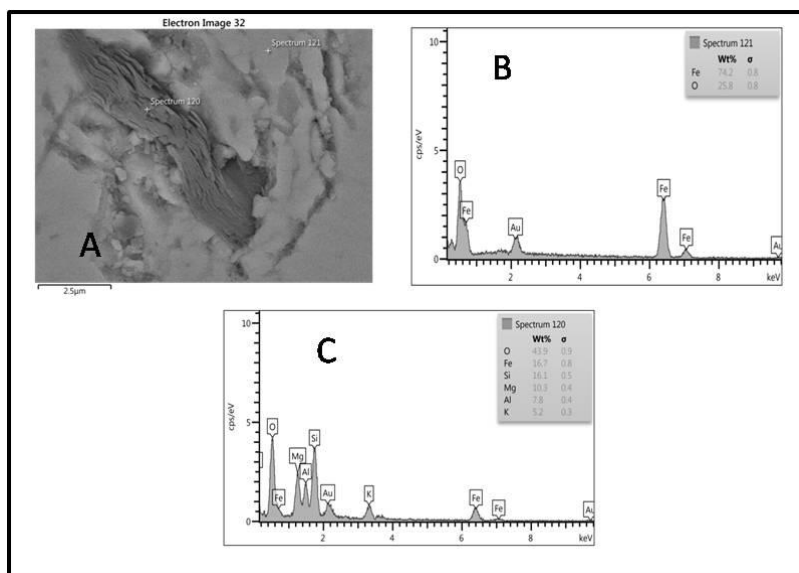 Electron Image 32
Spectrum 121
Spectrum 120
A
2.5µm
B
Spectrum 121
Wt% σ
Fe 74.2 0.8
O 25.8 0.8
cps/eV
10
5
0
O
Fe
Au
Fe
Fe
Au
2 4 6 8 keV
C
Spectrum 120
Wt% σ
O 43.9 0.9
Fe 16.7 0.8
Si 16.1 0.5
Mg 10.3 0.4
Al 7.8 0.4
K 5.2 0.3
cps/eV
10
5
0
O
Fe
Mg
Al
Si
Au
K
Fe
Fe
Au
2 4 6 8 keV